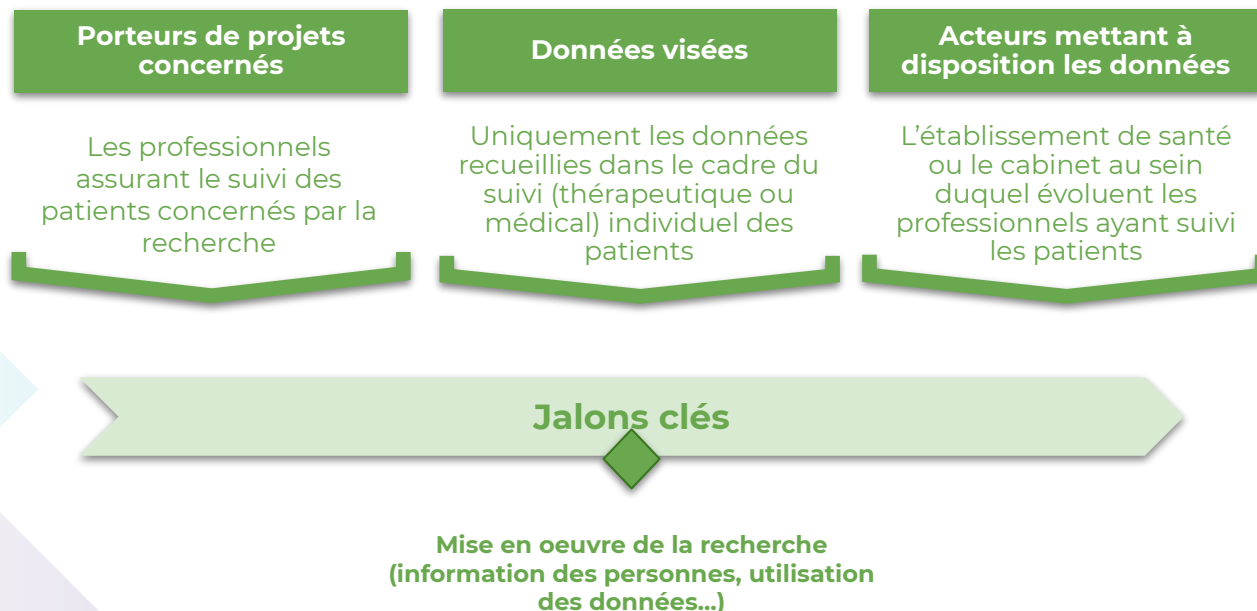 Porteurs de projets
concernés
Les professionnels
assurant le suivi des
patients concernés par la
recherche
Données visées
Uniquement les données
recueillies dans le cadre du
suivi (thérapeutique ou
médical) individuel des
patients
Acteurs mettant à
disposition les données
L’établissement de santé
ou le cabinet au sein
duquel évoluent les
professionnels ayant suivi
les patients
Jalons clés
Mise en oeuvre de la recherche
(information des personnes, utilisation
des données...)